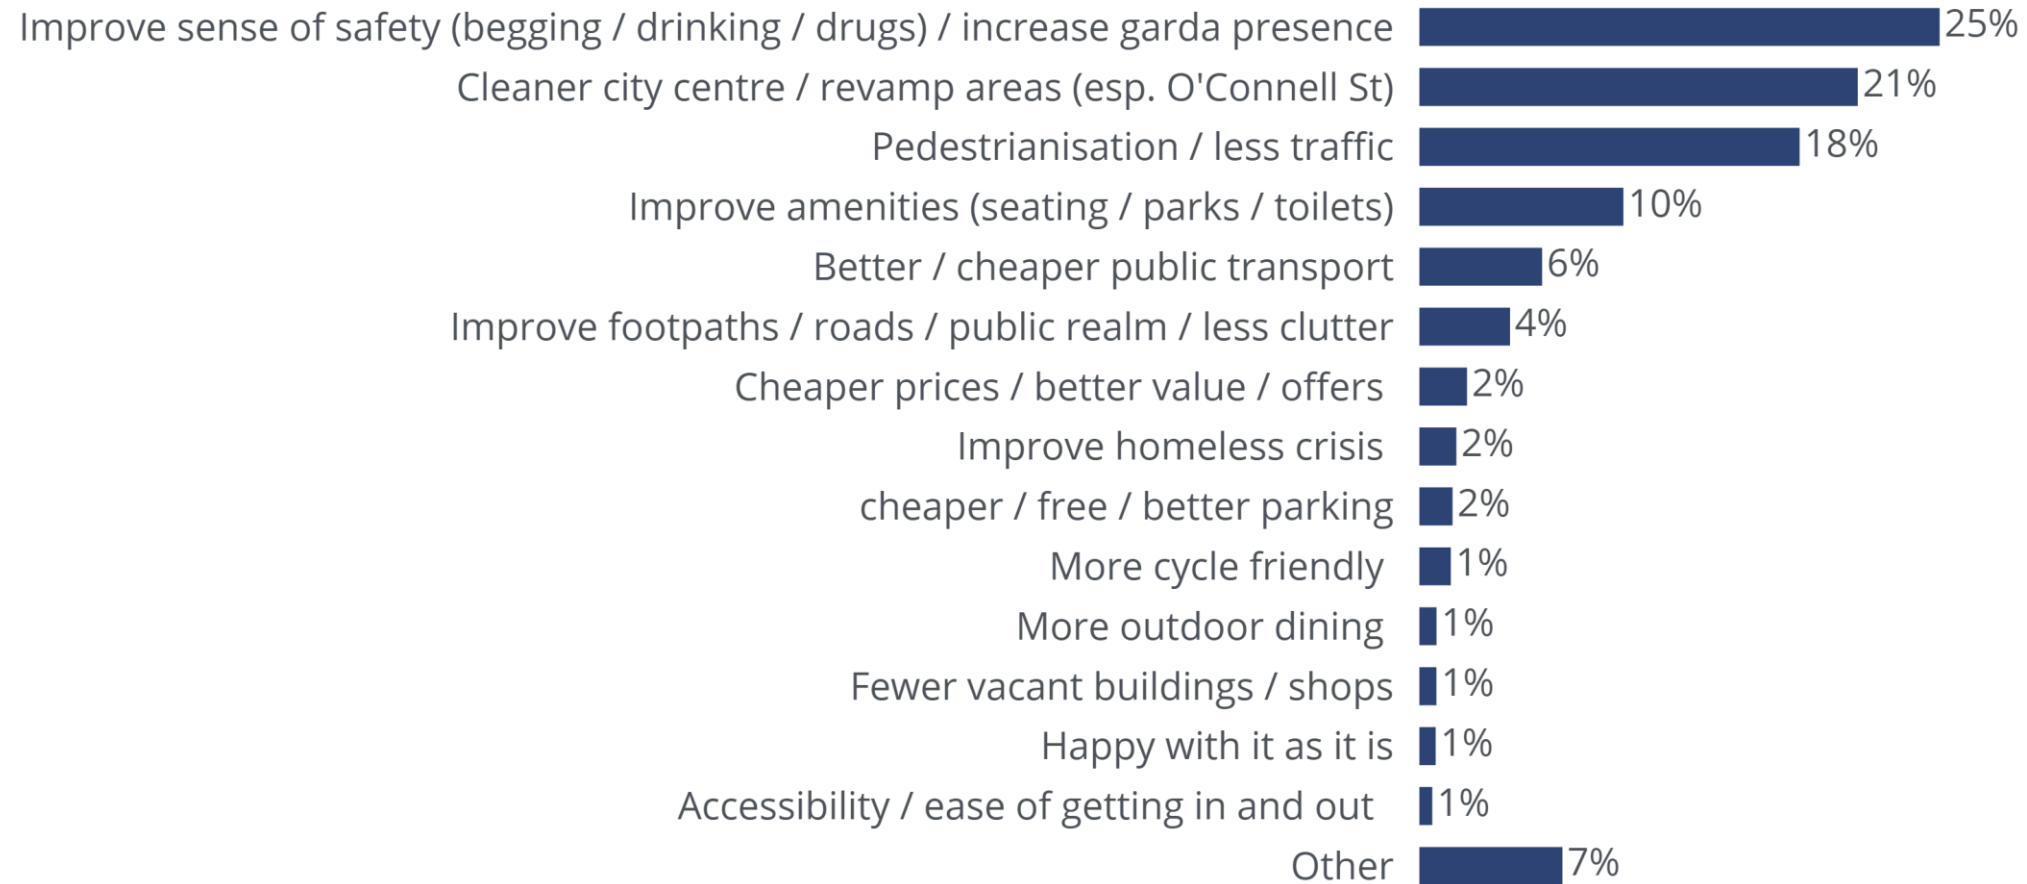 Improve sense of safety (begging / drinking / drugs) / increase garda presence 25%
Cleaner city centre / revamp areas (esp. O'Connell St) 21%
Pedestrianisation / less traffic 18%
Improve amenities (seating / parks / toilets) 10%
Better / cheaper public transport 6%
Improve footpaths / roads / public realm / less clutter 4%
Cheaper prices / better value / offers 2%
Improve homeless crisis 2%
cheaper / free / better parking 2%
More cycle friendly 1%
More outdoor dining 1%
Fewer vacant buildings / shops 1%
Happy with it as it is 1%
Accessibility / ease of getting in and out 1%
Other 7%